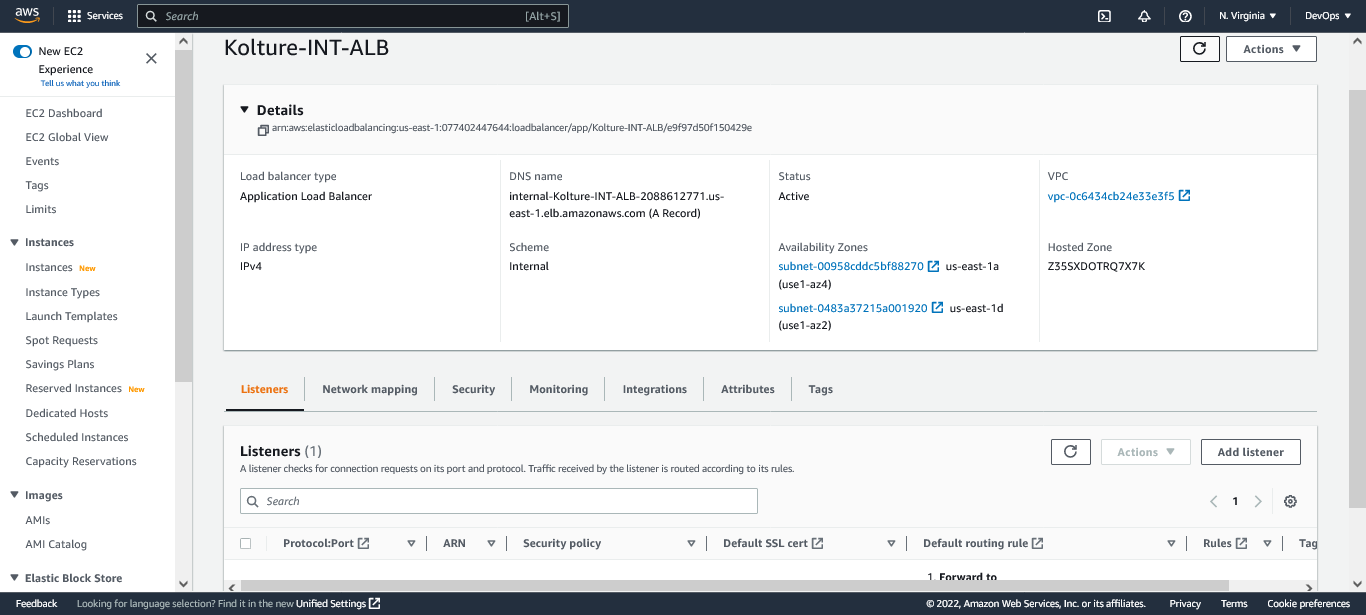 aws
Services
Search
[Alt+S]
N. Virginia
DevOps
New EC2
Experience
Tell us what you think
EC2 Dashboard
EC2 Global View
Events
Tags
Limits
Instances
Instances New
Instance Types
Launch Templates
Spot Requests
Savings Plans
Reserved Instances New
Dedicated Hosts
Scheduled Instances
Capacity Reservations
Images
AMIs
AMI Catalog
Elastic Block Store
Kolture-INT-ALB
Actions
Details
arn:aws:elasticloadbalancing:us-east-1:077402447644:loadbalancer/app/Kolture-INT-ALB/e9f97d50f150429e
Load balancer type
Application Load Balancer
DNS name
internal-Kolture-INT-ALB-2088612771.us-
east-1.elb.amazonaws.com (A Record)
Status
Active
VPC
vpc-0c6434cb24e33e3f5
IP address type
IPv4
Scheme
Internal
Availability Zones
subnet-00958cddc5bf88270 us-east-1a
(use1-az4)
subnet-0483a37215a001920 us-east-1d
(use1-az2)
Hosted Zone
Z35SXDOTRQ7X7K
Listeners
Network mapping
Security
Monitoring
Integrations
Attributes
Tags
Listeners (1)
A listener checks for connection requests on its port and protocol. Traffic received by the listener is routed according to its rules.
Actions
Add listener
Search
1
Protocol:Port
ARN
Security policy
Default SSL cert
Default routing rule
Rules
Tag
1. Forward to
Feedback
Looking for language selection? Find it in the new Unified Settings
© 2022, Amazon Web Services, Inc. or its affiliates.
Privacy
Terms
Cookie preferences